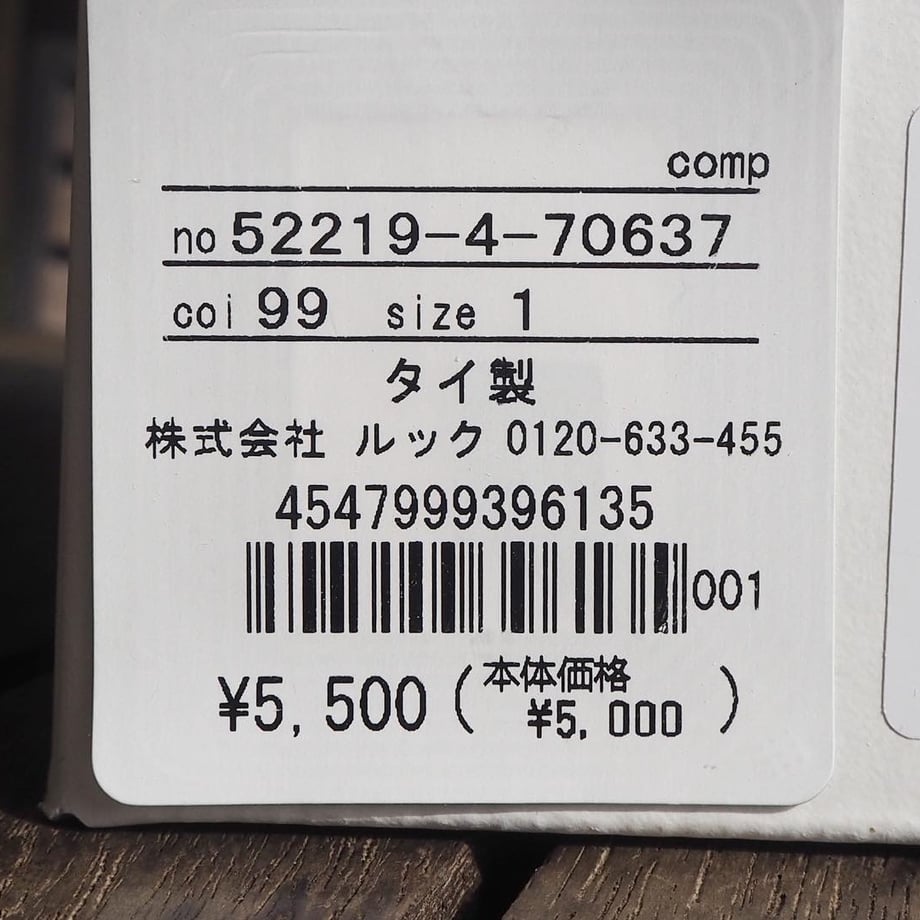 comp
no 52219-4-70637
col 99 size 1
タイ製
株式会社 ルック 0120-633-455
4547999396135
001
¥5,500(本体価格 ¥5,000)